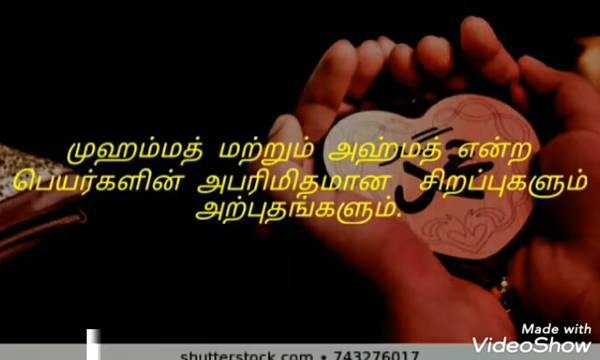 முஹம்மத் மற்றும் அஹ்மத் என்ற
பெயர்களின் அபரிமிதமான சிறப்புகளும்
அற்புதங்களும்.
Made with
VideoShow
shutterstock.com • 743276017